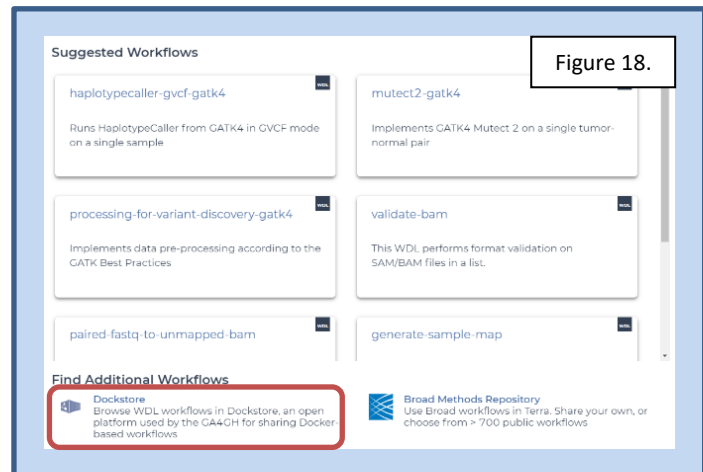 Suggested Workflows
Figure 18.
haplotypecaller-gvcf-gatk4
WDL
mutect2-gatk4
Runs HaplotypeCaller from GATK4 in GVCF mode
on a single sample
Implements GATK4 Mutect 2 on a single tumor-
normal pair
processing-for-variant-discovery-gatk4
WDL
validate-bam
WDL
Implements data pre-processing according to the
GATK Best Practices
This WDL performs format validation on
SAM/BAM files in a list.
paired-fastq-to-unmapped-bam
WDL
generate-sample-map
WDL
Find Additional Workflows
Dockstore
Browse WDL workflows in Dockstore, an open
platform used by the GA4GH for sharing Docker-
based workflows
Broad Methods Repository
Use Broad workflows in Terra. Share your own, or
choose from > 700 public workflows